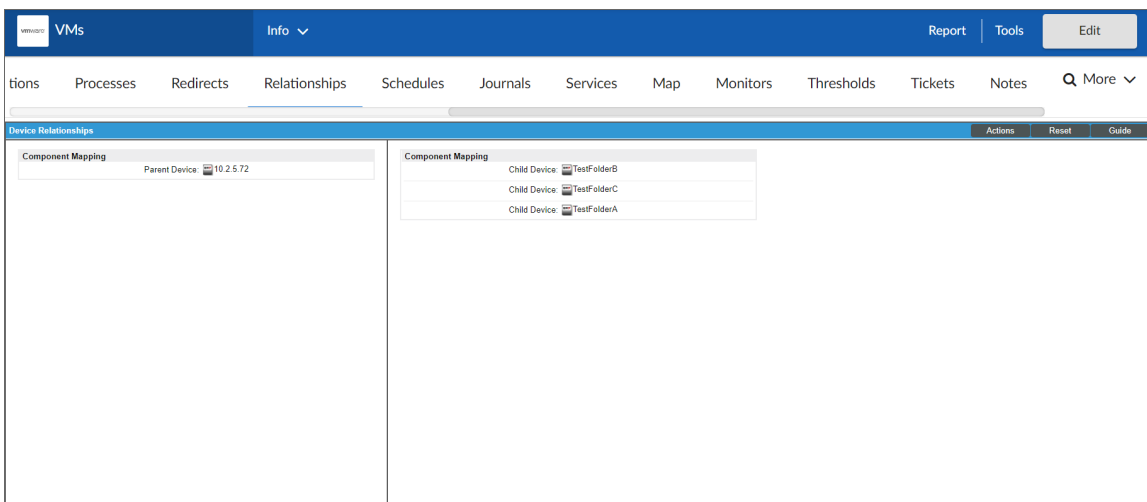 vmware VMs Info Report Tools Edit
tions Processes Redirects Relationships Schedules Journals Services Map Monitors Thresholds Tickets Notes More
Device Relationships Actions Reset Guide
Component Mapping
Parent Device: 10.2.5.72
Component Mapping
Child Device: TestFolderB
Child Device: TestFolderC
Child Device: TestFolderA